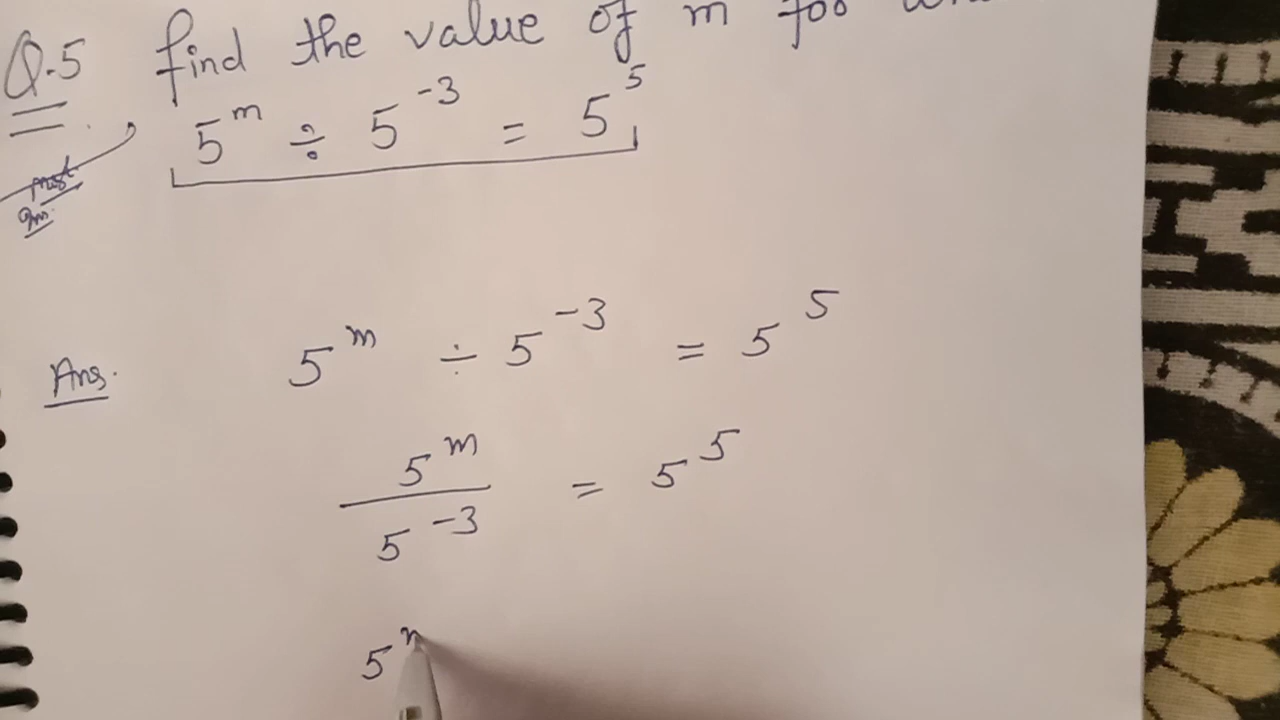 Q.5 find the value of m for
5^m ÷ 5^-3 = 5^5
Ans. 5^m ÷ 5^-3 = 5^5
5^m / 5^-3 = 5^5
5